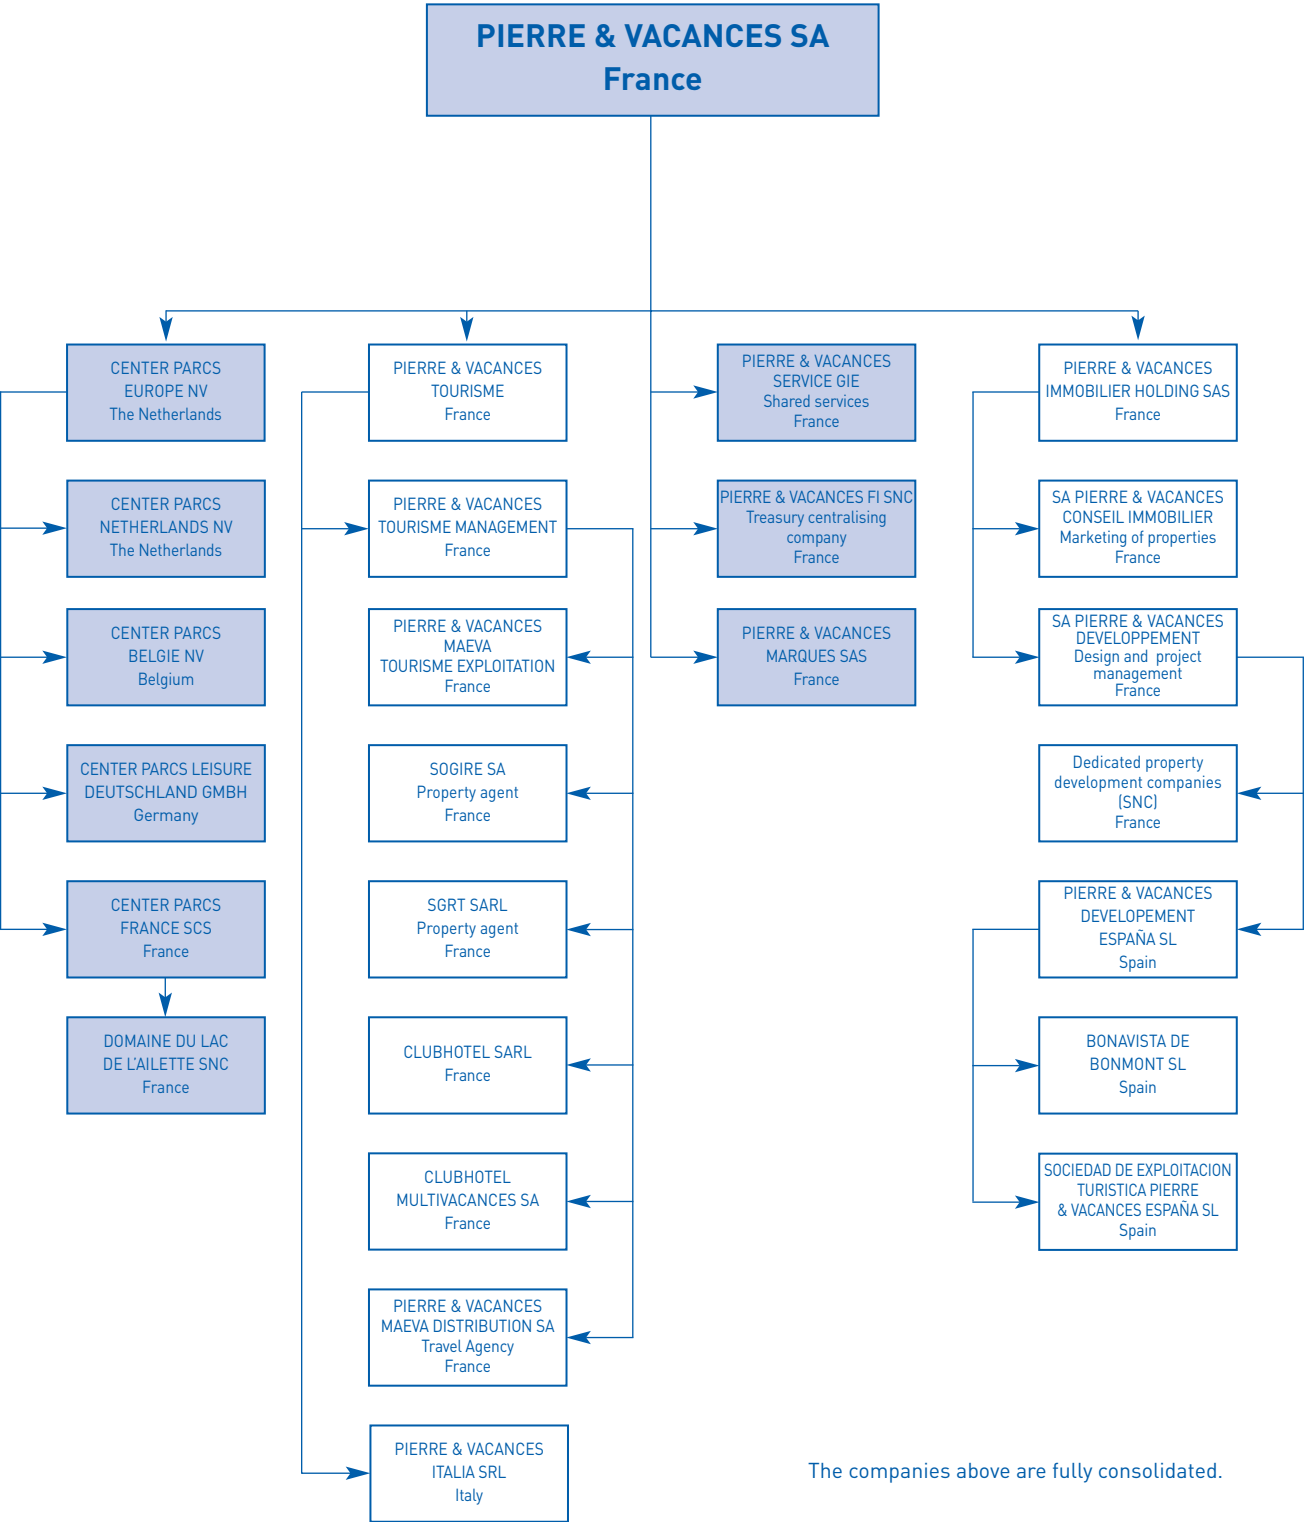 PIERRE & VACANCES SA
France
CENTER PARCS
EUROPE NV
The Netherlands
CENTER PARCS
NETHERLANDS NV
The Netherlands
CENTER PARCS
BELGIE NV
Belgium
CENTER PARCS LEISURE
DEUTSCHLAND GMBH
Germany
CENTER PARCS
FRANCE SCS
France
DOMAINE DU LAC
DE L'AILETTE SNC
France
PIERRE & VACANCES
TOURISME
France
PIERRE & VACANCES
TOURISME MANAGEMENT
France
PIERRE & VACANCES
MAEVA
TOURISME EXPLOITATION
France
SOGIRE SA
Property agent
France
SGRT SARL
Property agent
France
CLUBHOTEL SARL
France
CLUBHOTEL
MULTIVACANCES SA
France
PIERRE & VACANCES
MAEVA DISTRIBUTION SA
Travel Agency
France
PIERRE & VACANCES
ITALIA SRL
Italy
PIERRE & VACANCES
SERVICE GIE
Shared services
France
PIERRE & VACANCES FI SNC
Treasury centralising
company
France
PIERRE & VACANCES
MARQUES SAS
France
PIERRE & VACANCES
IMMOBILIER HOLDING SAS
France
SA PIERRE & VACANCES
CONSEIL IMMOBILIER
Marketing of properties
France
SA PIERRE & VACANCES
DEVELOPPEMENT
Design and project
management
France
Dedicated property
development companies
(SNC)
France
PIERRE & VACANCES
DEVELOPEMENT
ESPAÑA SL
Spain
BONAVISTA DE
BONMONT SL
Spain
SOCIEDAD DE EXPLOITACION
TURISTICA PIERRE
& VACANCES ESPAÑA SL
Spain
The companies above are fully consolidated.